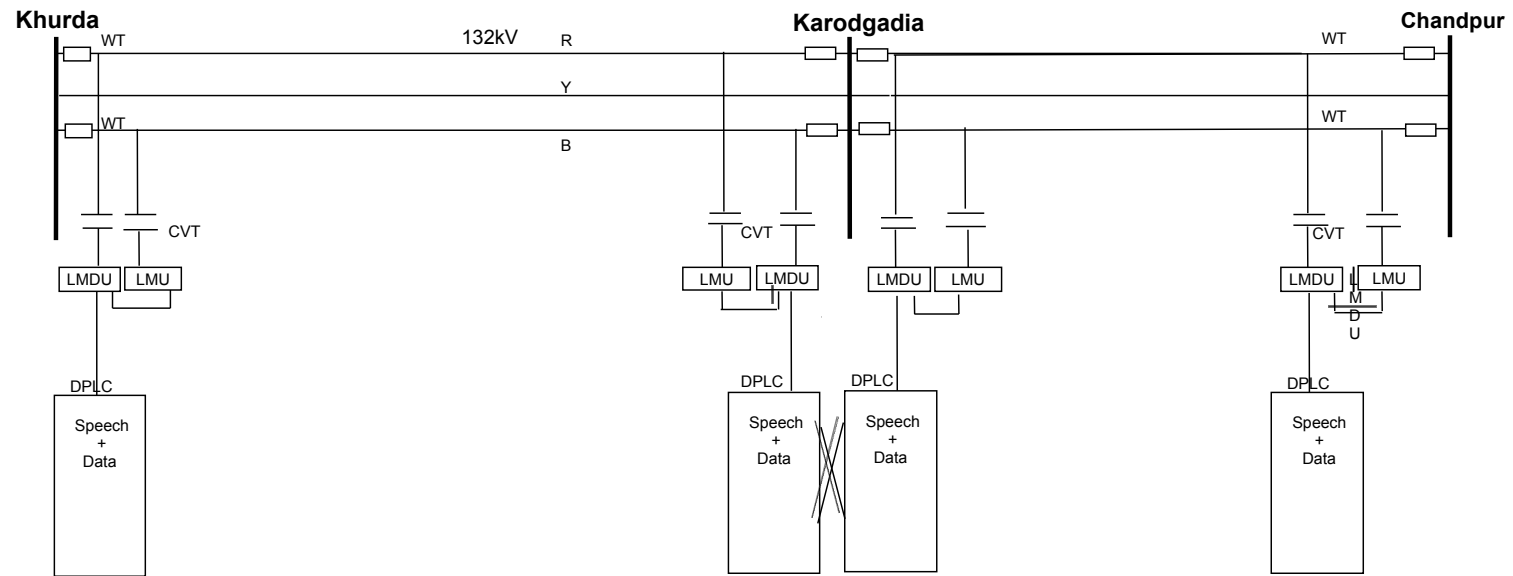 Khurda
Karodgadia
Chandpur
WT
132kV
R
WT
Y
WT
WT
B
CVT
CVT
CVT
LMDU
LMU
LMU
LMDU
LMDU
LMU
LMDU
L
M
D
U
LMU
DPLC
DPLC
DPLC
DPLC
Speech
+
Data
Speech
+
Data
Speech
+
Data
Speech
+
Data